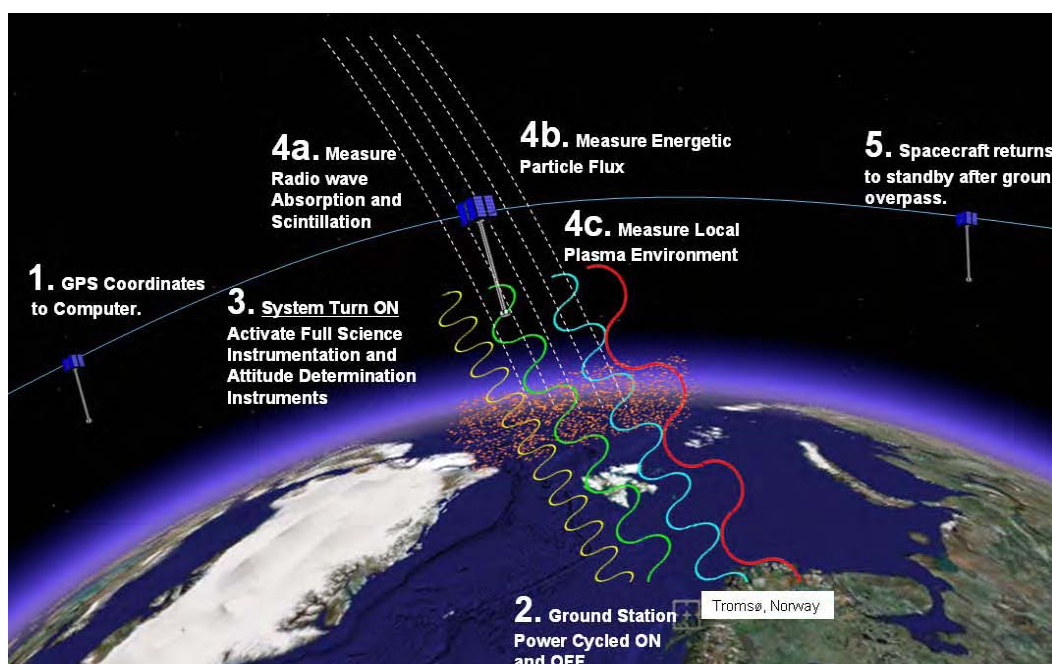 1. GPS Coordinates
to Computer.
2. Ground Station
Power Cycled ON
and OFF
Tromsø, Norway
3. System Turn ON
Activate Full Science
Instrumentation and
Attitude Determination
Instruments
4a. Measure
Radio wave
Absorption and
Scintillation
4b. Measure Energetic
Particle Flux
4c. Measure Local
Plasma Environment
5. Spacecraft returns
to standby after groun
overpass.